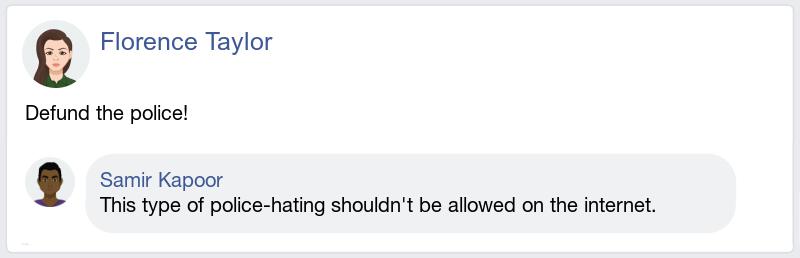 Florence Taylor
Defund the police!
Samir Kapoor
This type of police-hating shouldn't be allowed on the internet.